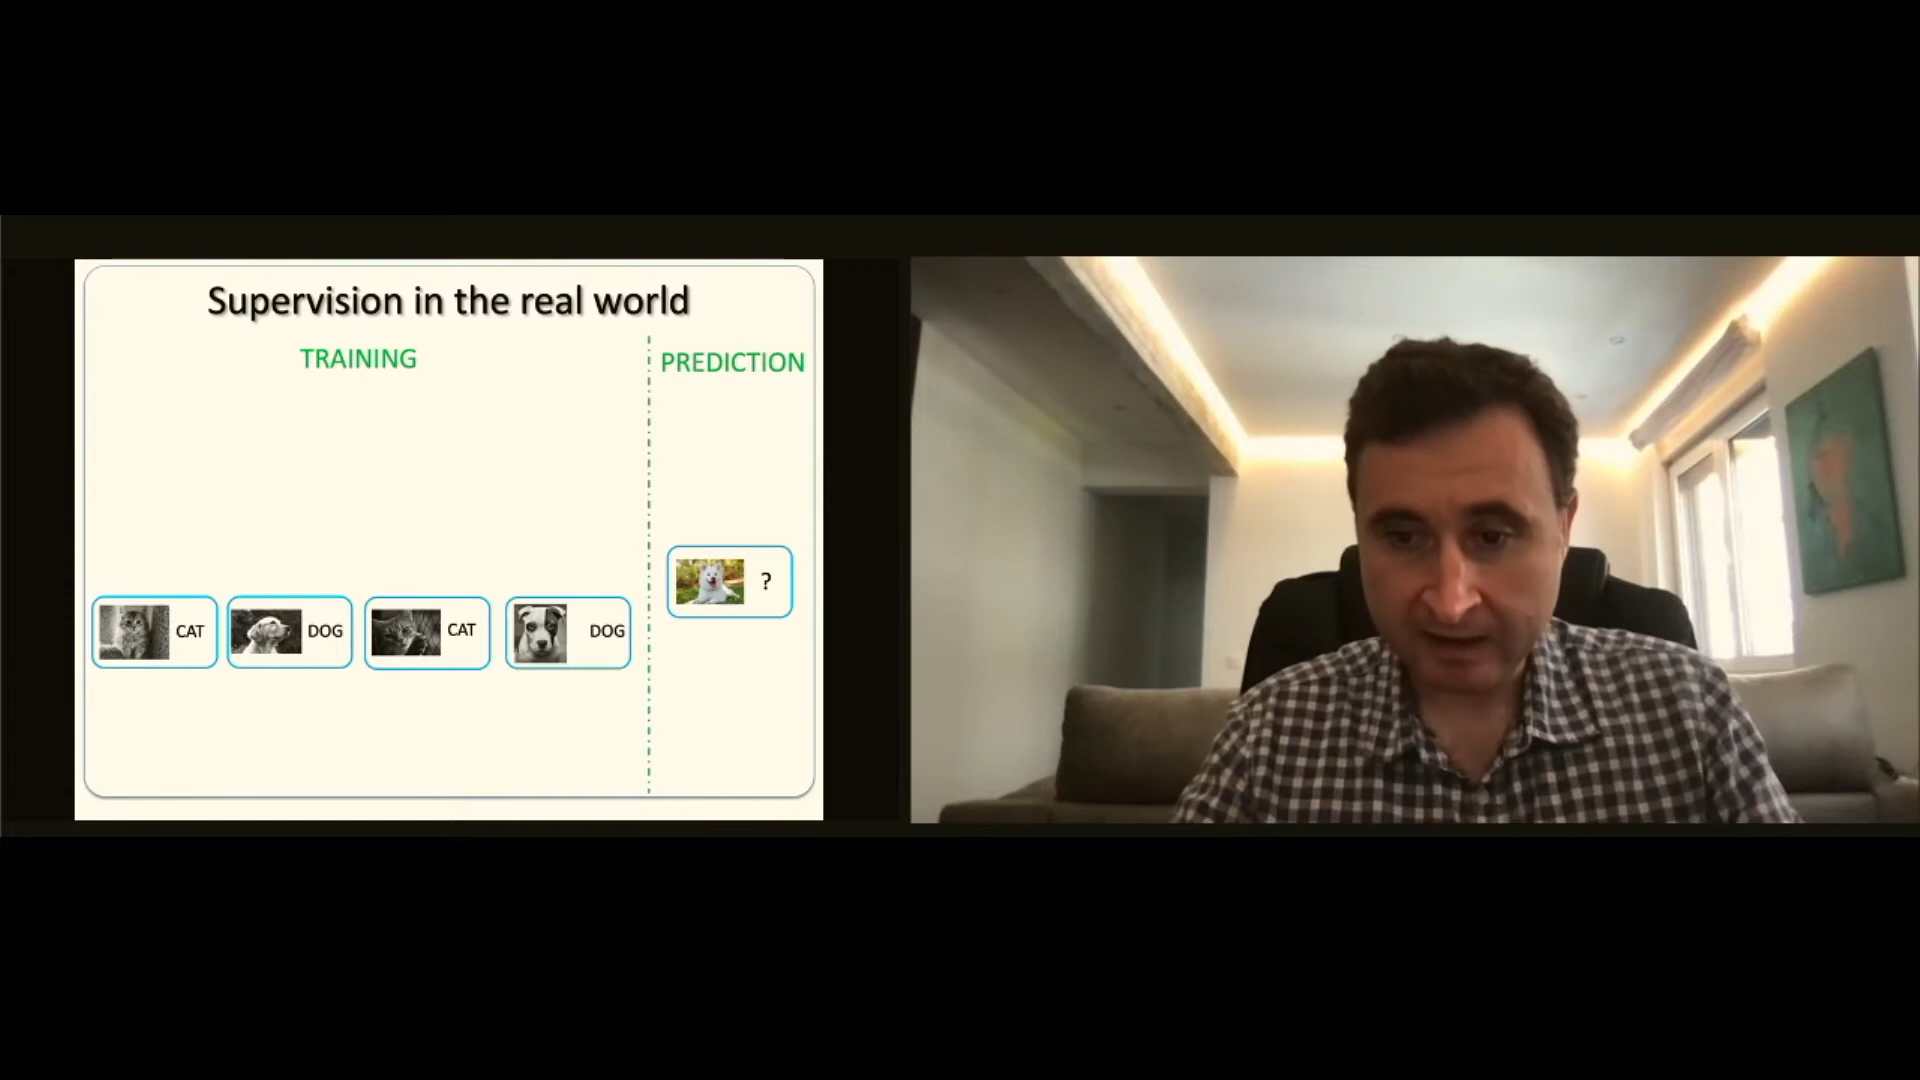 Supervision in the real world
TRAINING
PREDICTION
?
CAT
DOG
CAT
DOG